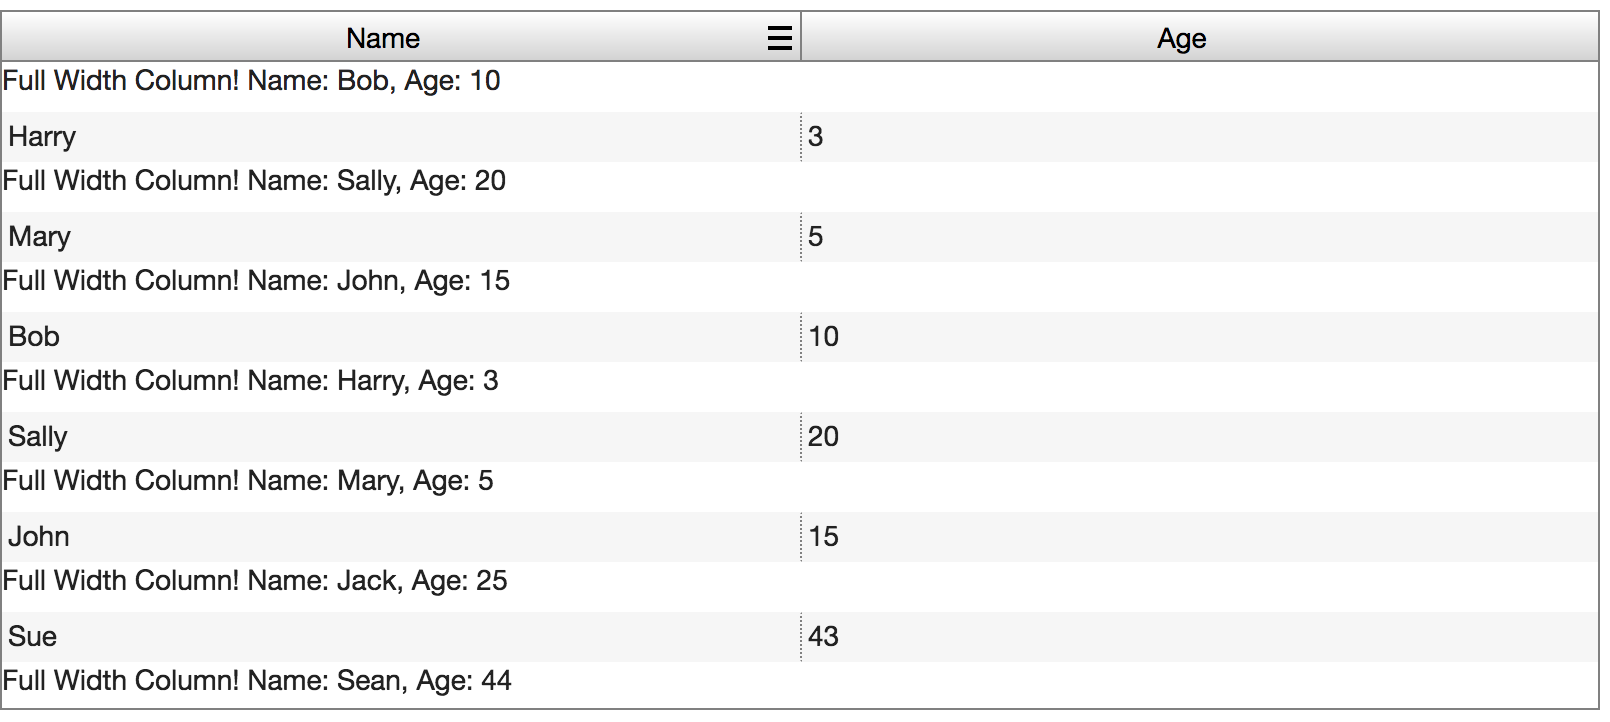 Name Age
Full Width Column! Name: Bob, Age: 10
Harry 3
Full Width Column! Name: Sally, Age: 20
Mary 5
Full Width Column! Name: John, Age: 15
Bob 10
Full Width Column! Name: Harry, Age: 3
Sally 20
Full Width Column! Name: Mary, Age: 5
John 15
Full Width Column! Name: Jack, Age: 25
Sue 43
Full Width Column! Name: Sean, Age: 44